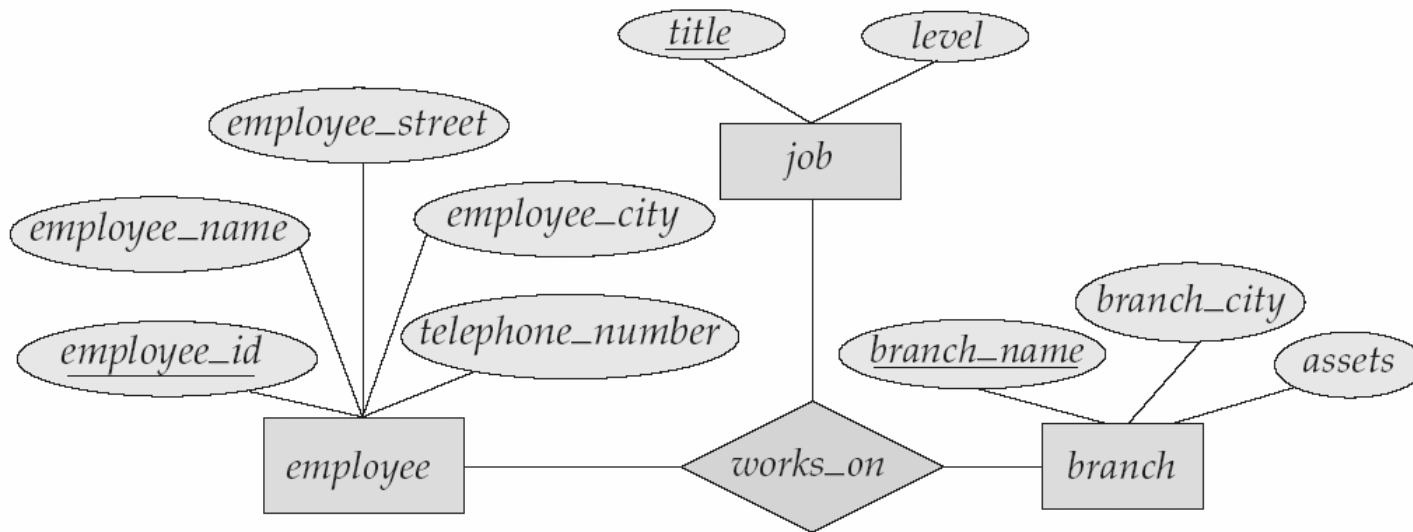 title
level
employee_street
job
employee_name
employee_city
employee_id
telephone_number
branch_city
branch_name
assets
employee
works_on
branch